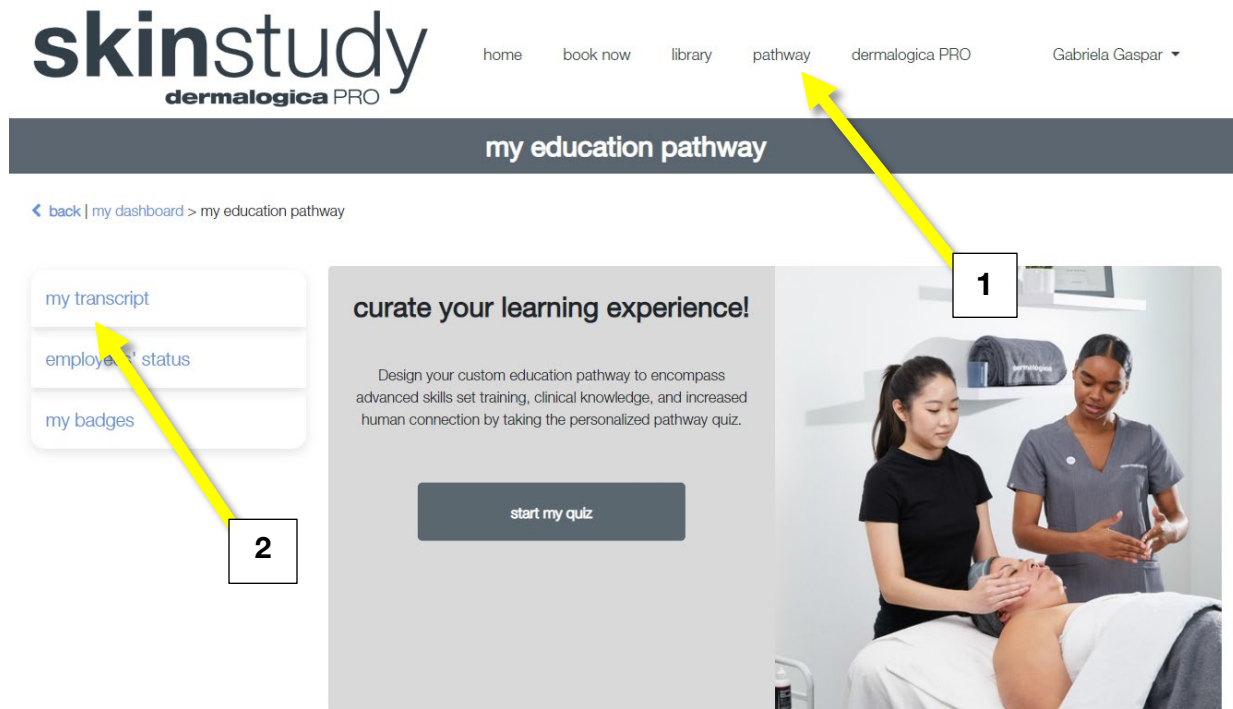 skinstudy
dermalogica PRO
home book now library pathway dermalogica PRO Gabriela Gaspar
my education pathway
back | my dashboard > my education pathway
my transcript
employees' status
my badges
curate your learning experience!
Design your custom education pathway to encompass
advanced skills set training, clinical knowledge, and increased
human connection by taking the personalized pathway quiz.
start my quiz
1
2
dermalogica